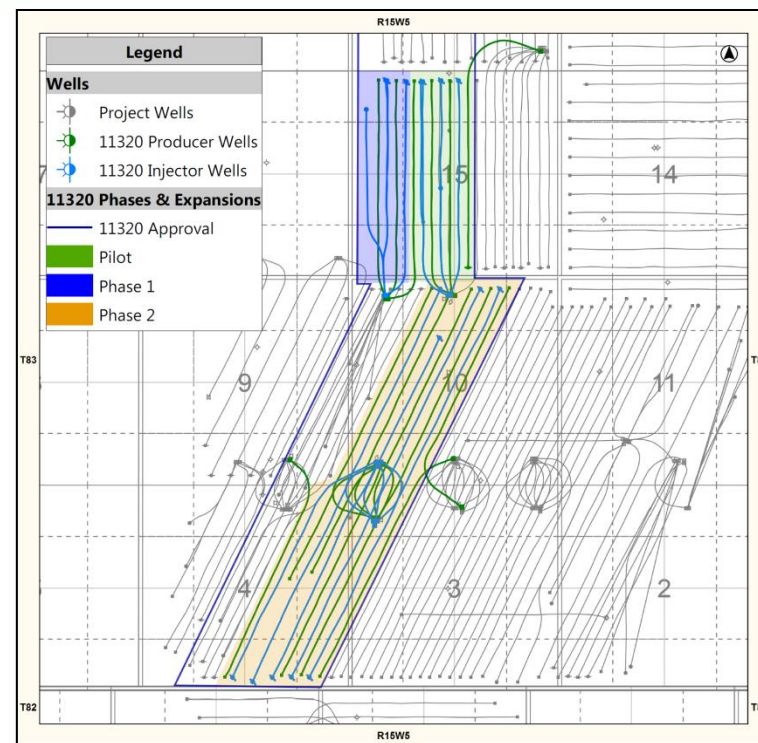 R15W5
Legend
Wells
Project Wells
11320 Producer Wells
11320 Injector Wells
11320 Phases & Expansions
11320 Approval
Pilot
Phase 1
Phase 2
15
14
T83
9
10
11
4
3
2
T82
R15W5